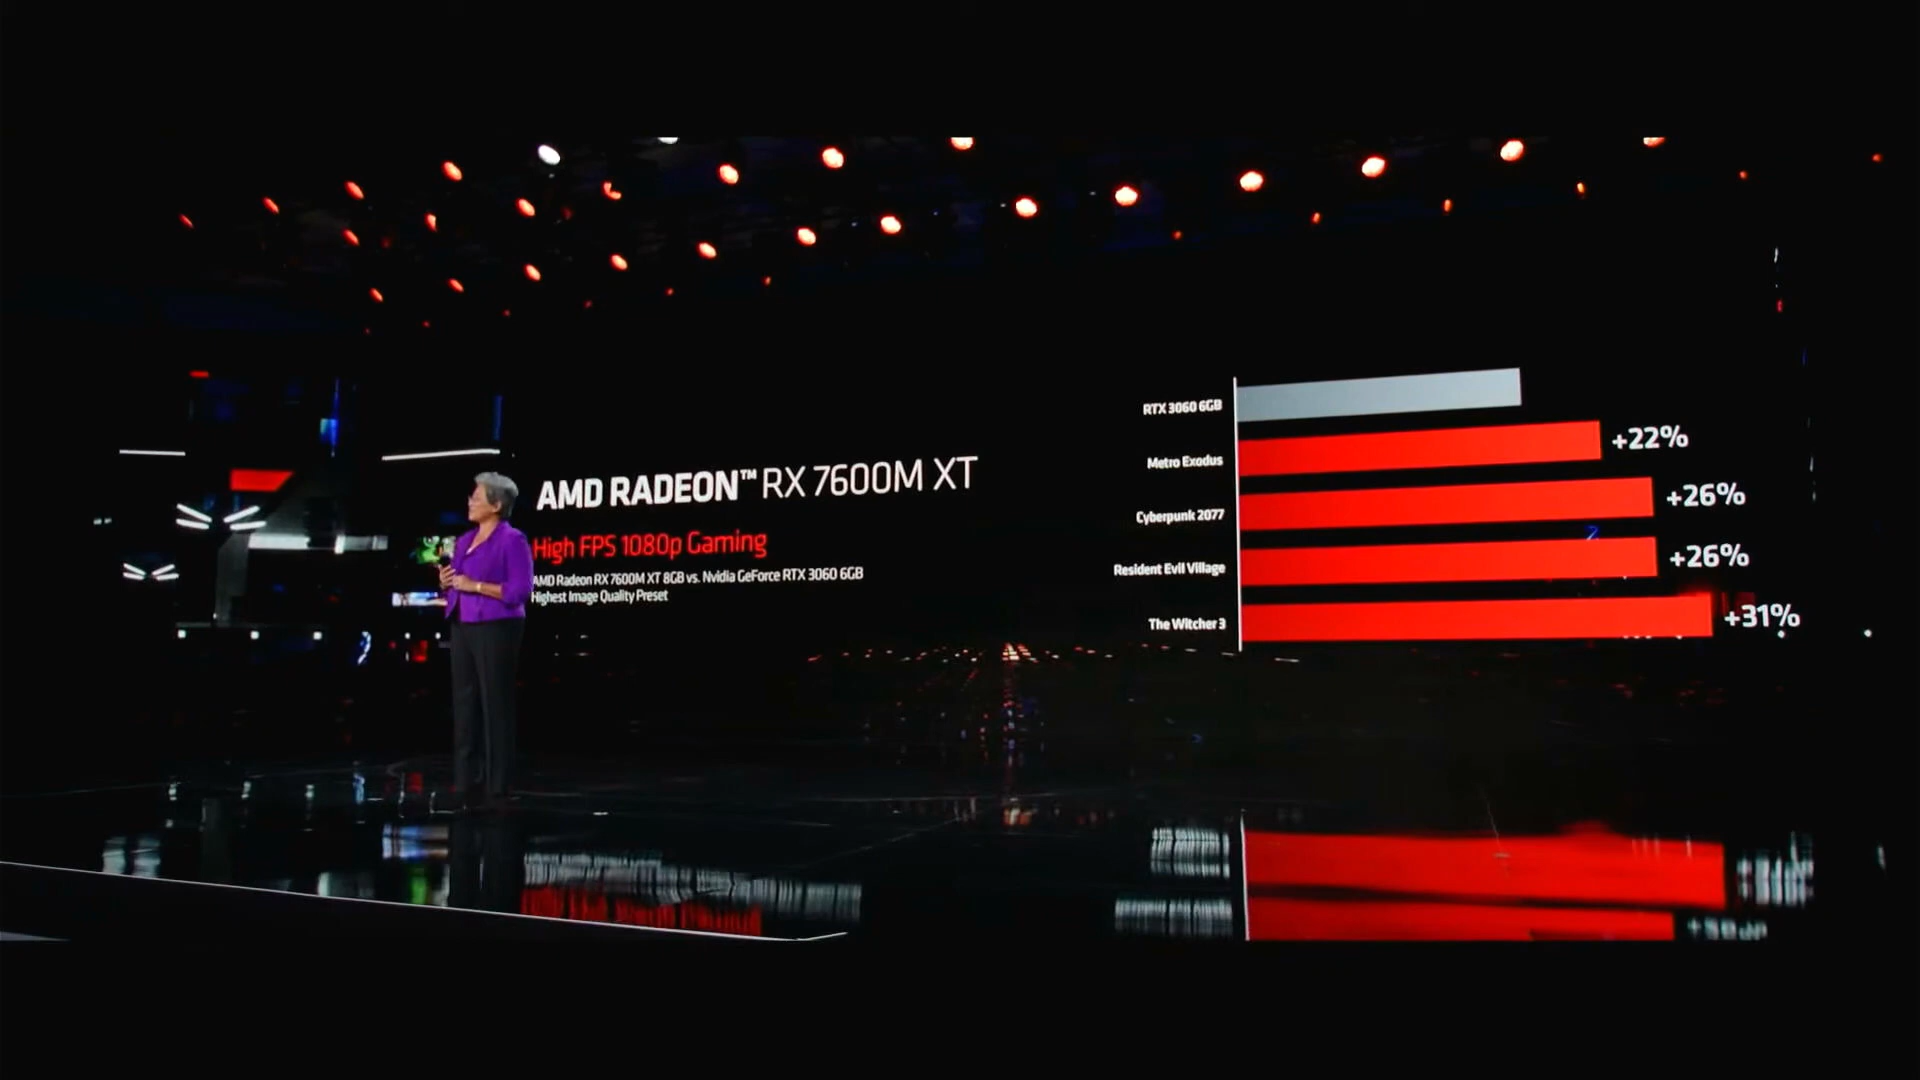 AMD RADEON™ RX 7600M XT
High FPS 1080p Gaming
AMD Radeon RX 7600M XT 8GB vs. Nvidia GeForce RTX 3060 6GB
Highest Image Quality Preset
RTX 3060 6GB
Metro Exodus +22%
Cyberpunk 2077 +26%
Resident Evil Village +26%
The Witcher 3 +31%